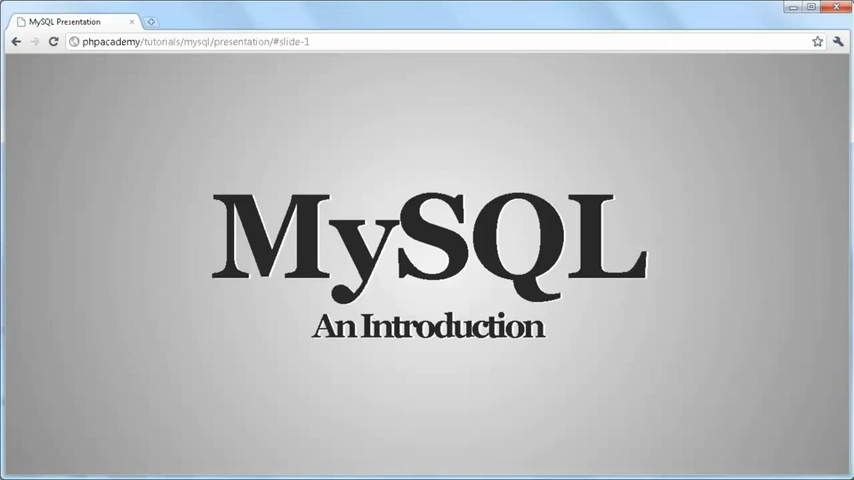 MySQL Presentation
phpacademy/tutorials/mysql/presentation/#slide-1
MySQL
An Introduction